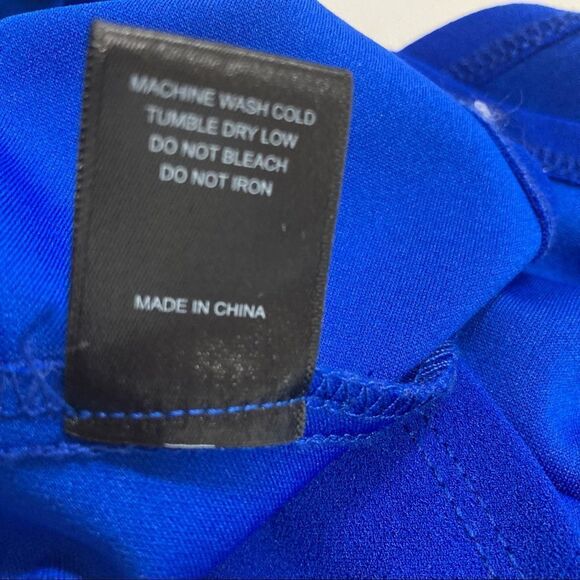 MACHINE WASH COLD
TUMBLE DRY LOW
DO NOT BLEACH
DO NOT IRON
MADE IN CHINA